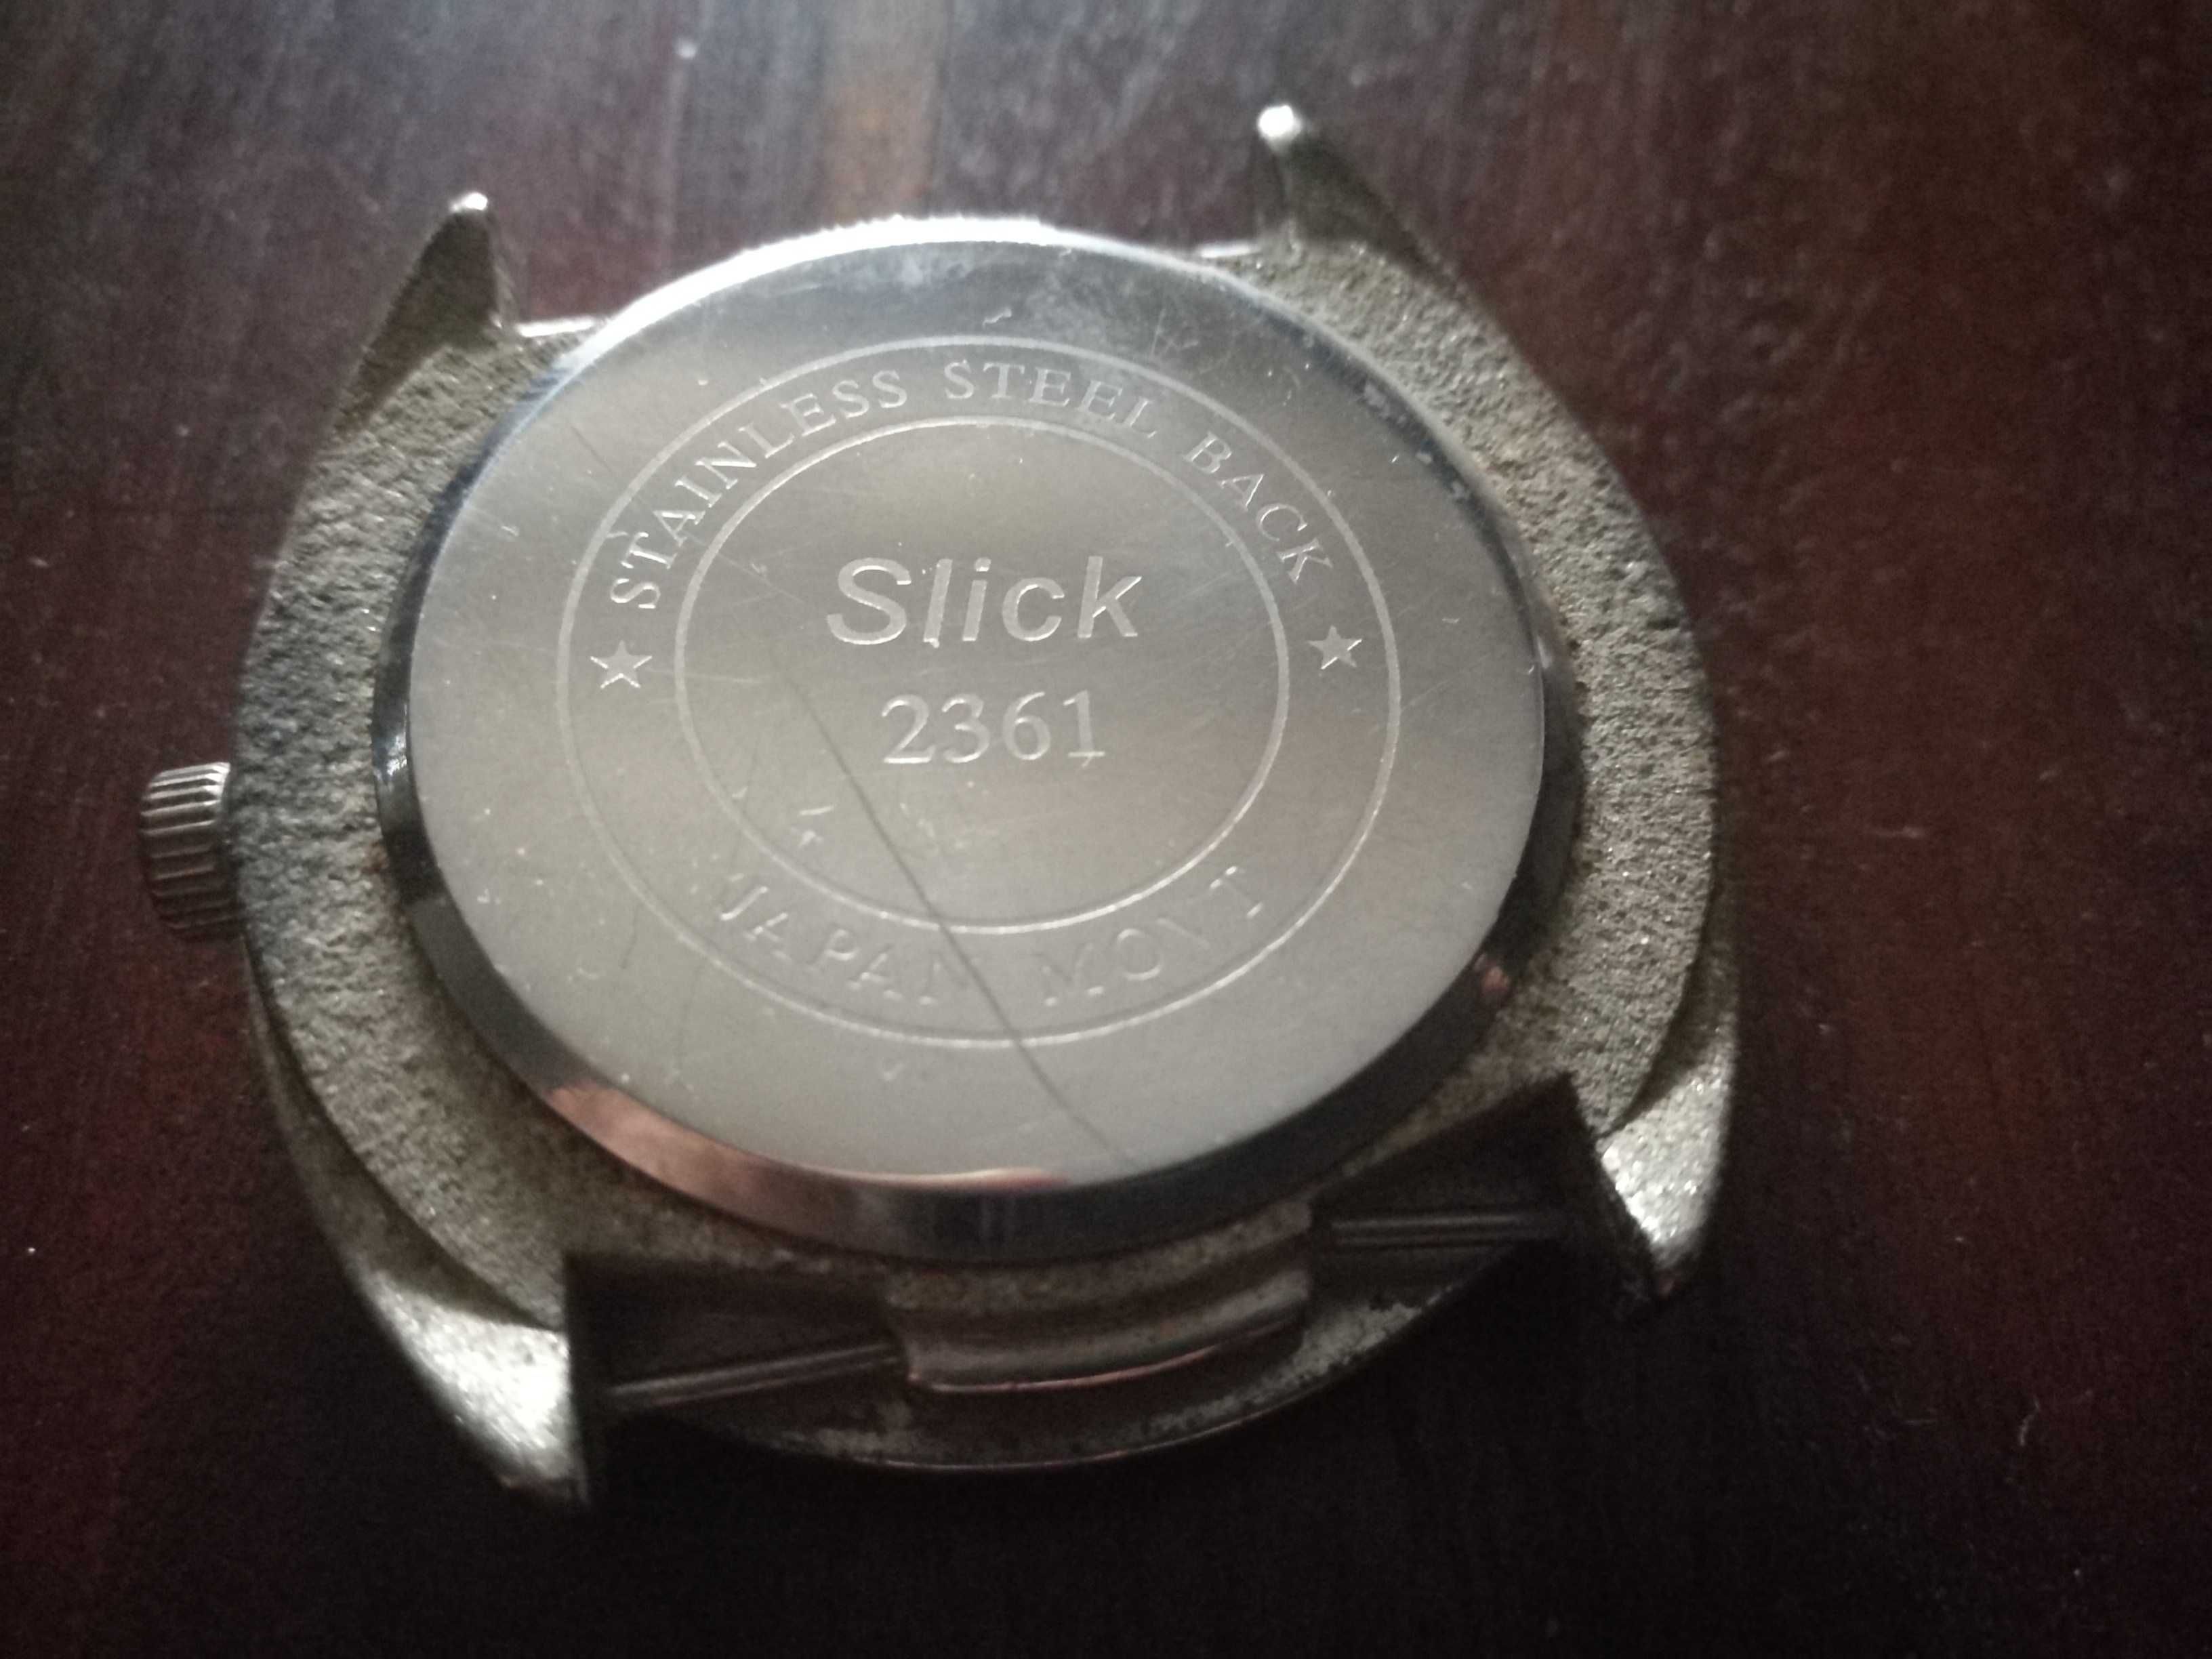 ★ STAINLESS STEEL BACK ★
Slick
2361
JAPAN MOVT